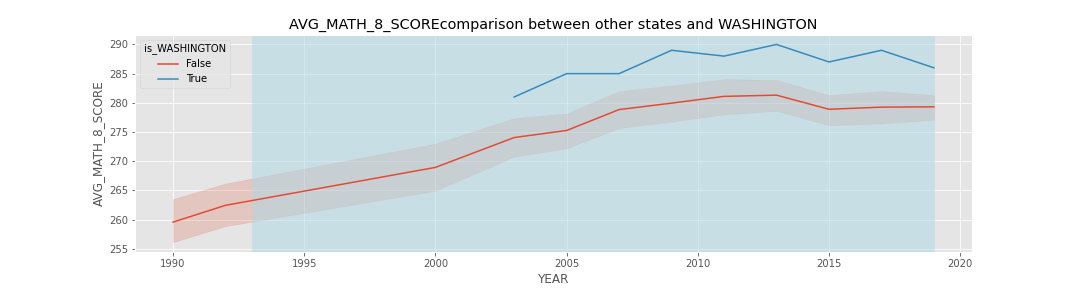 AVG_MATH_8_SCOREcomparison between other states and WASHINGTON
is_WASHINGTON
False
True
AVG_MATH_8_SCORE
290
285
280
275
270
265
260
255
1990 1995 2000 2005 2010 2015 2020
YEAR